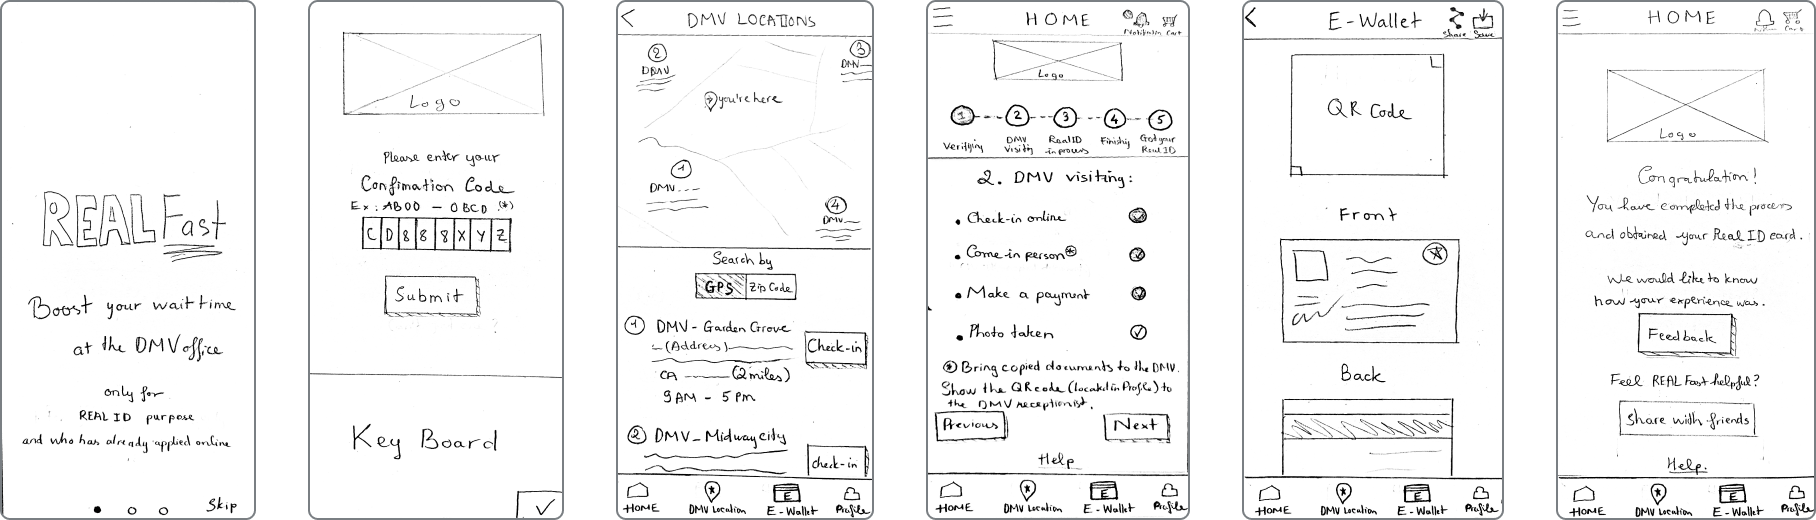 REAL Fast
Boost your wait time
at the DMV office
only for
REAL ID purpose
and who has already applied online
Skip
Logo
Please enter your
Confimation Code
Ex: AB00 - 0BCD (*)
C D 8 8 8 X Y Z
Submit
Key Board
DMV LOCATIONS
2
DMV
3
DMV
you're here
1
DMV
4
DMV
Search by
GPS Zip Code
1 DMV - Garden Grove
(Address)
CA (2 miles)
9AM - 5 PM
Check-in
2 DMV - Midway city
check-in
HOME DMV Location E-Wallet Profile
HOME
Notification Cart
Logo
1 2 3 4 5
Verifying
DMV visiting
Real ID in process
Finishing
Got your Real ID
2. DMV visiting:
Check-in online
Come in person *
Make a payment
Photo taken
* Bring copied documents to the DMV.
Show the QR code (located in Profile) to
the DMV receptionist.
Previous Next
Help
HOME DMV Location E-Wallet Profile
E-Wallet
Share Save
QR Code
Front
Back
HOME DMV Location E-Wallet Profile
HOME
Cart
Logo
Congratulation!
You have completed the process
and obtained your Real ID card.
We would like to know
how your experience was.
Feedback
Feel REAL Fast helpful?
Share with friends
Help.
HOME DMV Location E-Wallet Profile